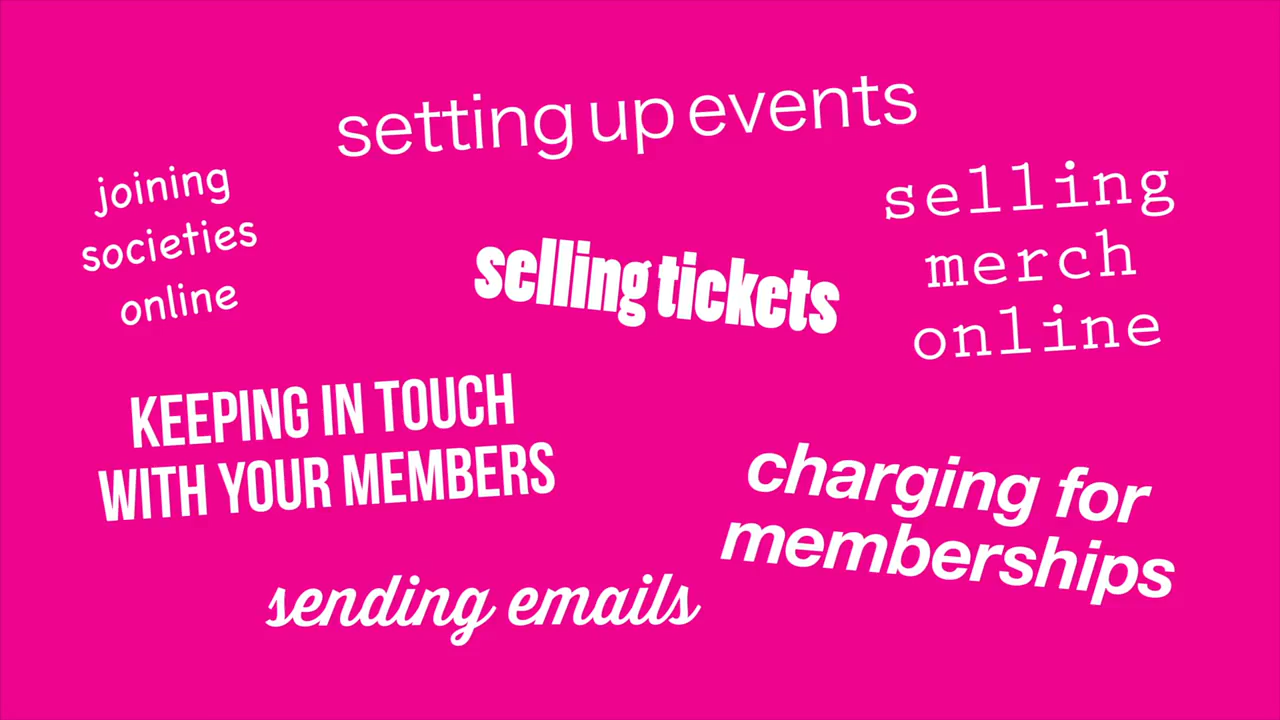 setting up events
joining
societies
online
selling tickets
selling
merch
online
KEEPING IN TOUCH
WITH YOUR MEMBERS
charging for
memberships
sending emails